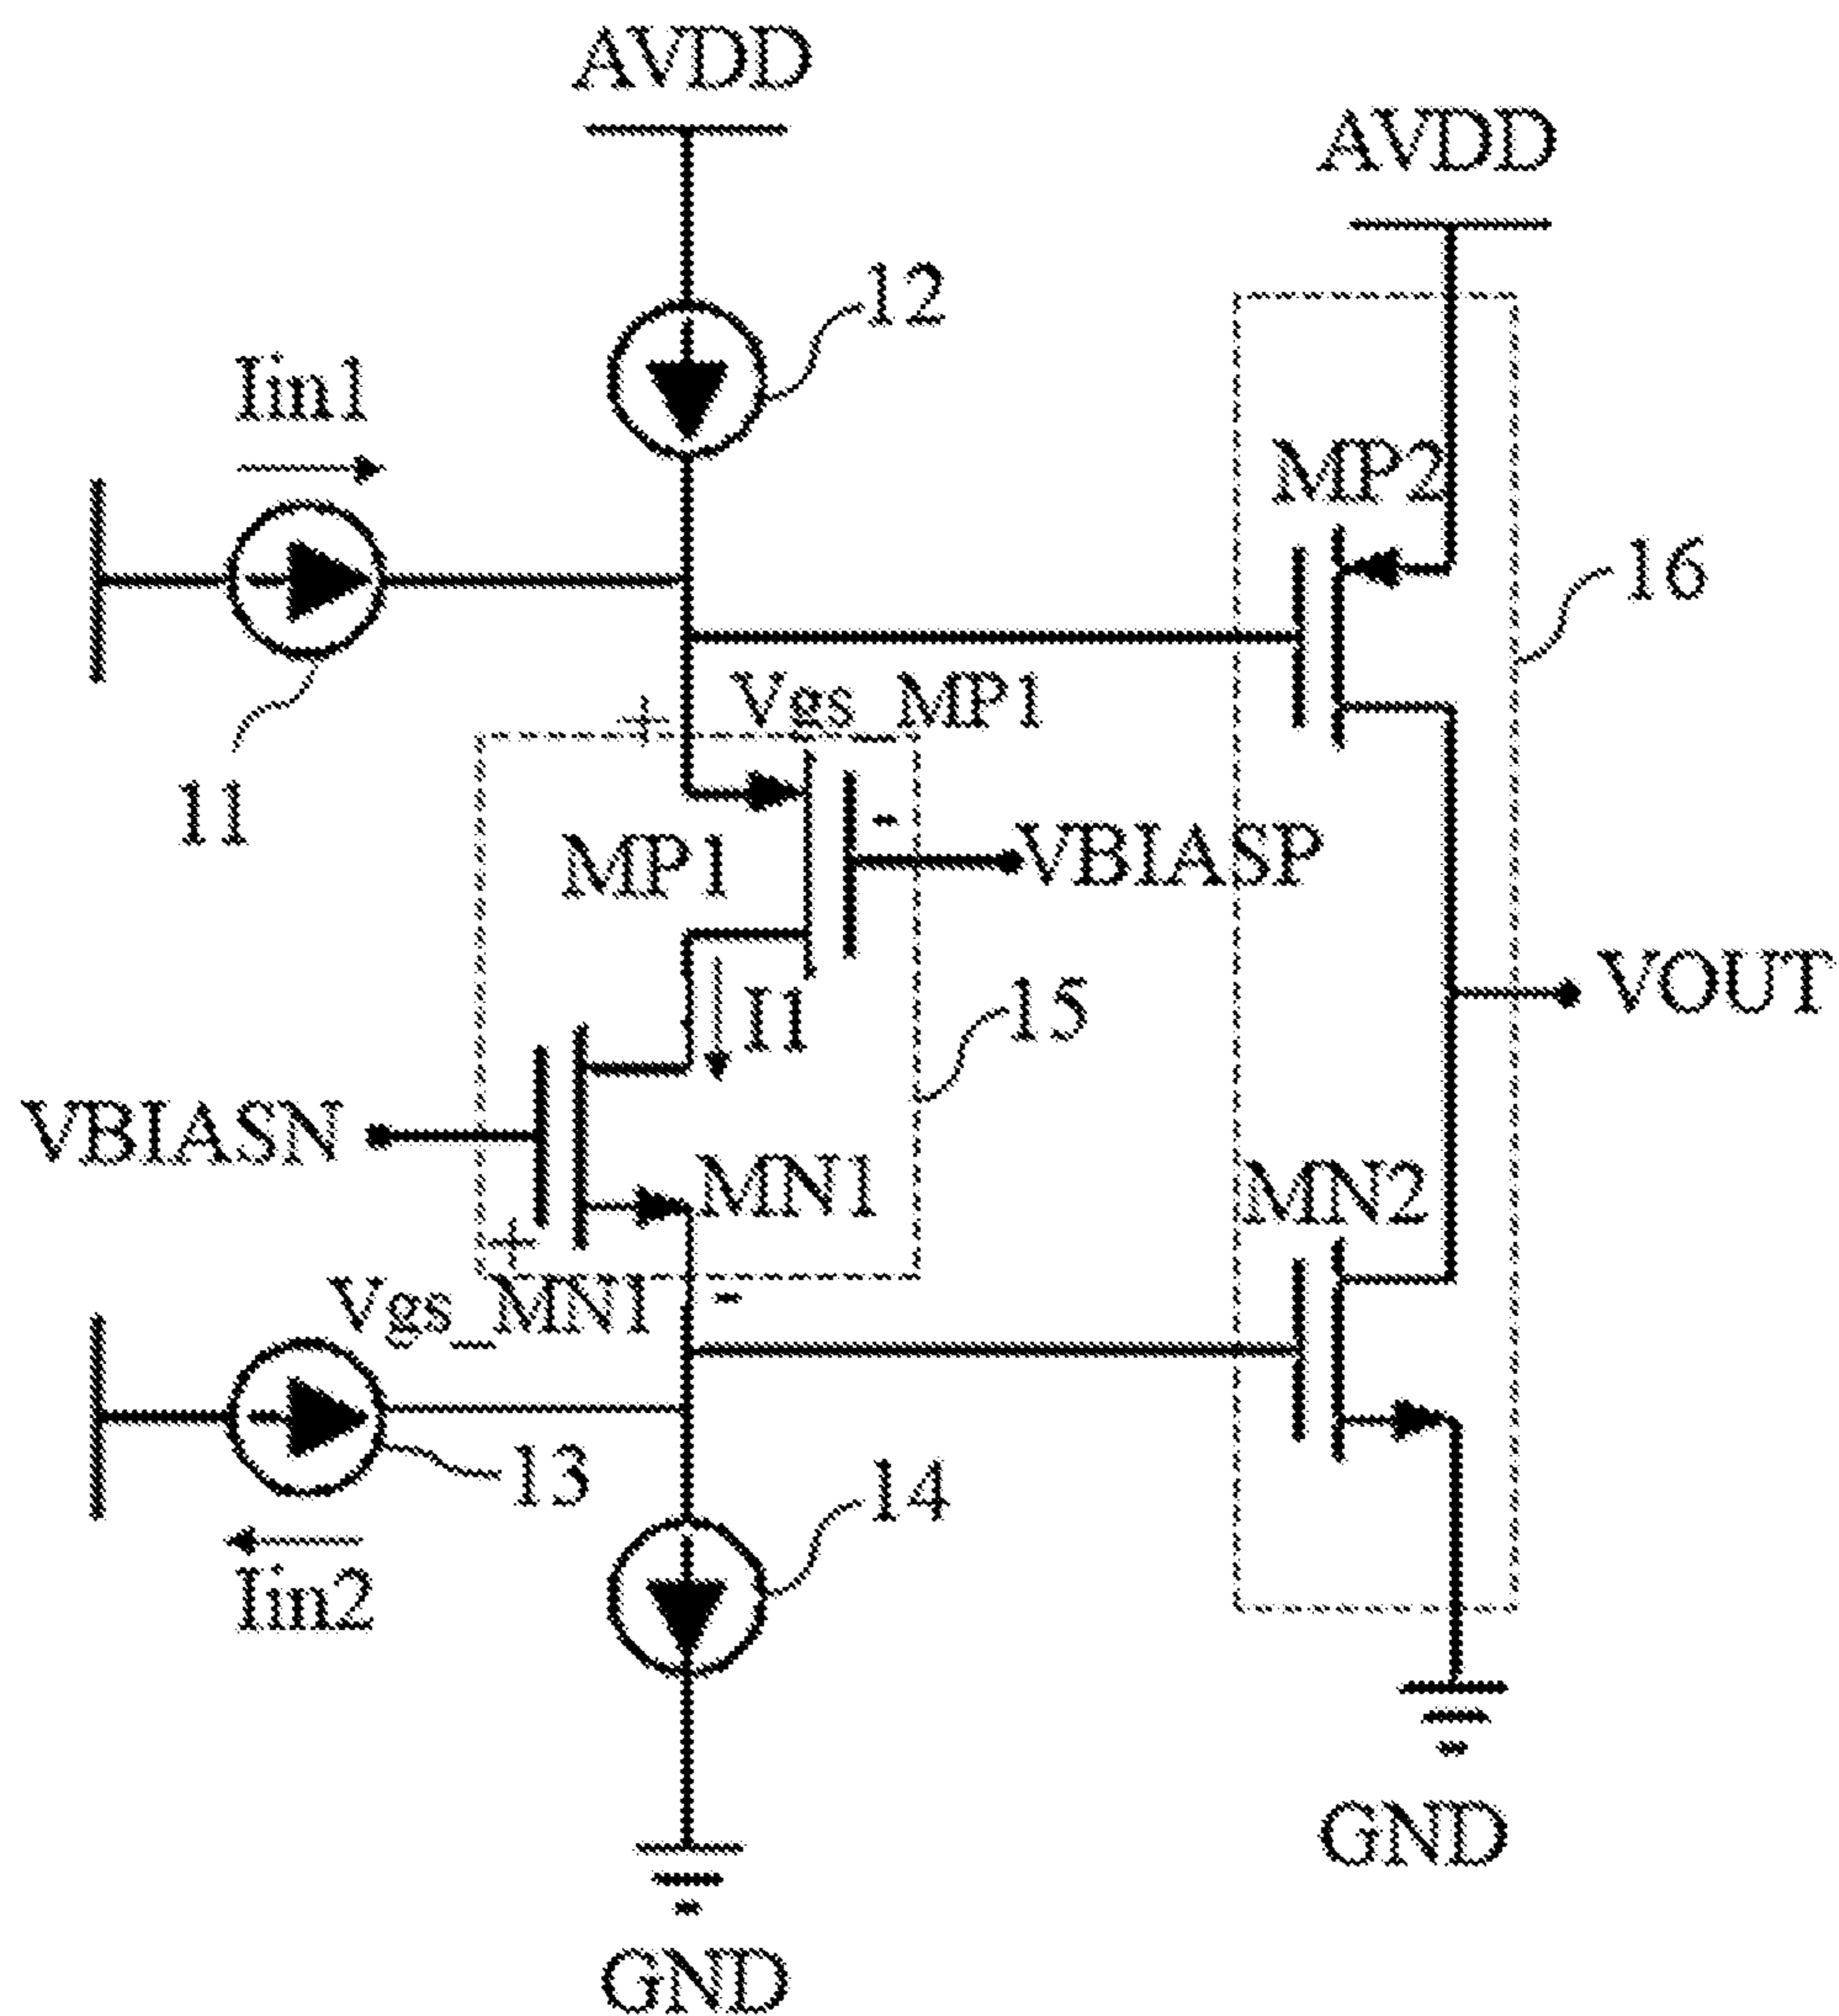 AVDD
AVDD
12
Iin1
MP2
16
Vgs_MP1
+
11
MP1
-
VBIASP
VOUT
I1
15
VBIASN
MN1
MN2
+
Vgs_MN1
-
13
14
Iin2
GND
GND